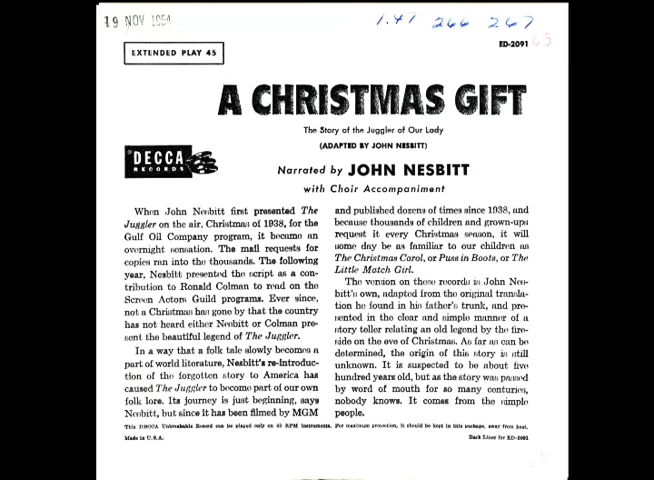 19 NOV 1954
1.47 266 267
ED-2091
EXTENDED PLAY 45
A CHRISTMAS GIFT
The Story of the Juggler of Our Lady
(ADAPTED BY JOHN NESBITT)
DECCA
RECORDS
Narrated by JOHN NESBITT
with Choir Accompaniment
When John Nesbitt first presented The
Juggler on the air, Christmas of 1938, for the
Gulf Oil Company program, it became an
overnight sensation. The mail requests for
copies ran into the thousands. The following
year, Nesbitt presented the script as a con-
tribution to Ronald Colman to read on the
Screen Actors Guild programs. Ever since,
not a Christmas has gone by that the country
has not heard either Nesbitt or Colman pre-
sent the beautiful legend of The Juggler.
In a way that a folk tale slowly becomes a
part of world literature, Nesbitt's re-introduc-
tion of the forgotten story to America has
caused The Juggler to become part of our own
folk lore. Its journey is just beginning, says
Nesbitt, but since it has been filmed by MGM
and published dozens of times since 1938, and
because thousands of children and grown-ups
request it every Christmas season, it will
some day be as familiar to our children as
The Christmas Carol, or Puss in Boots, or The
Little Match Girl.
The version on these records is John Nes-
bitt's own, adapted from the original transla-
tion he found in his father's trunk, and pre-
sented in the clear and simple manner of a
story teller relating an old legend by the fire-
side on the eve of Christmas. As far as can be
determined, the origin of this story is still
unknown. It is suspected to be about five
hundred years old, but as the story was passed
by word of mouth for so many centuries,
nobody knows. It comes from the simple
people.
This DECCA Unbreakable Record can be played only on 45 RPM instruments. For maximum protection, it should be kept in this package, away from heat.
Made in U.S.A.
Back Liner for ED-2091